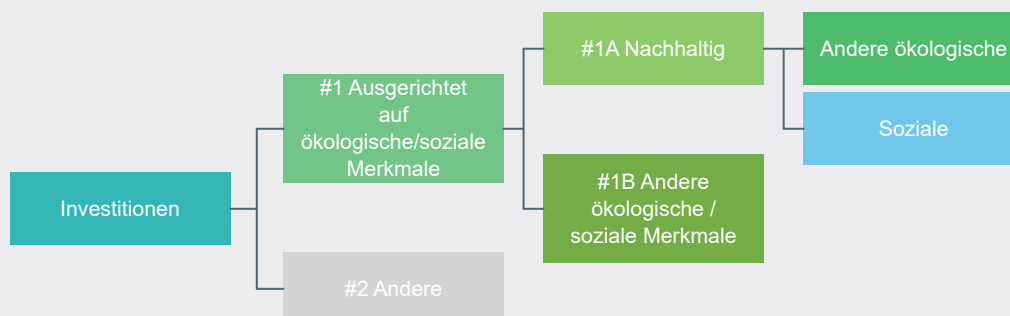 Investitionen
#1 Ausgerichtet
auf
ökologische/soziale
Merkmale
#2 Andere
#1A Nachhaltig
#1B Andere
ökologische /
soziale Merkmale
Andere ökologische
Soziale